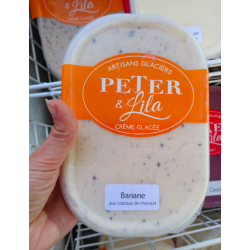 ARTISANS GLACIERS
PETER
& Lila
CRÈME GLACÉE
Banane
aux copeaux de chocolat